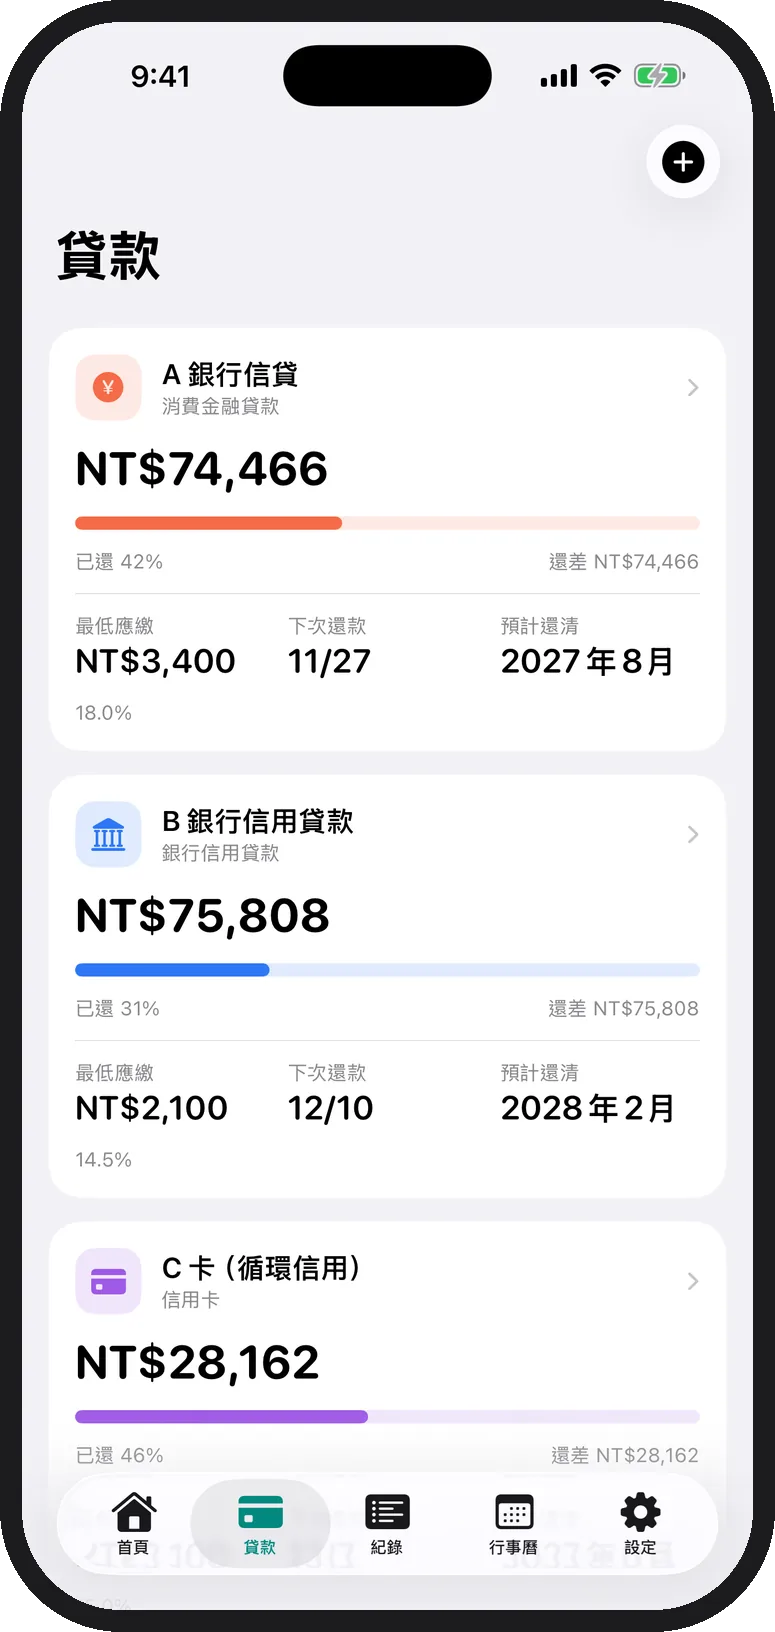 9:41
貸款
A 銀行信貸
消費金融貸款
NT$74,466
已還 42%
還差 NT$74,466
最低應繳
下次還款
預計還清
NT$3,400
11/27
2027 年 8 月
18.0%
B 銀行信用貸款
銀行信用貸款
NT$75,808
已還 31%
還差 NT$75,808
最低應繳
下次還款
預計還清
NT$2,100
12/10
2028 年 2 月
14.5%
C 卡（循環信用）
信用卡
NT$28,162
已還 46%
還差 NT$28,162
首頁
貸款
紀錄
行事曆
設定